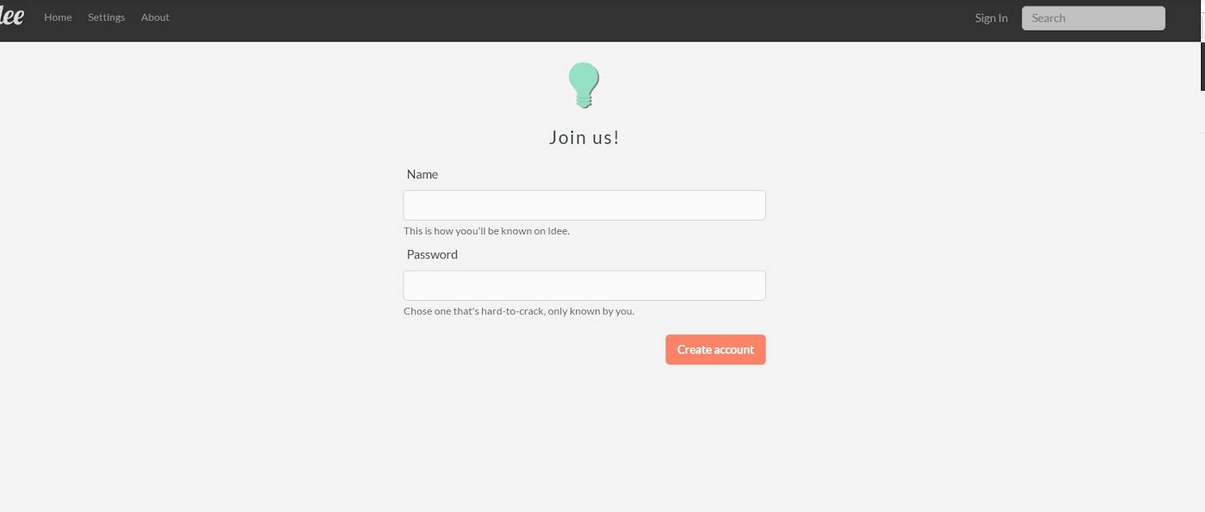 dee Home Settings About Sign In Search
Join us!
Name
This is how yoou'll be known on Idee.
Password
Chose one that's hard-to-crack, only known by you.
Create account